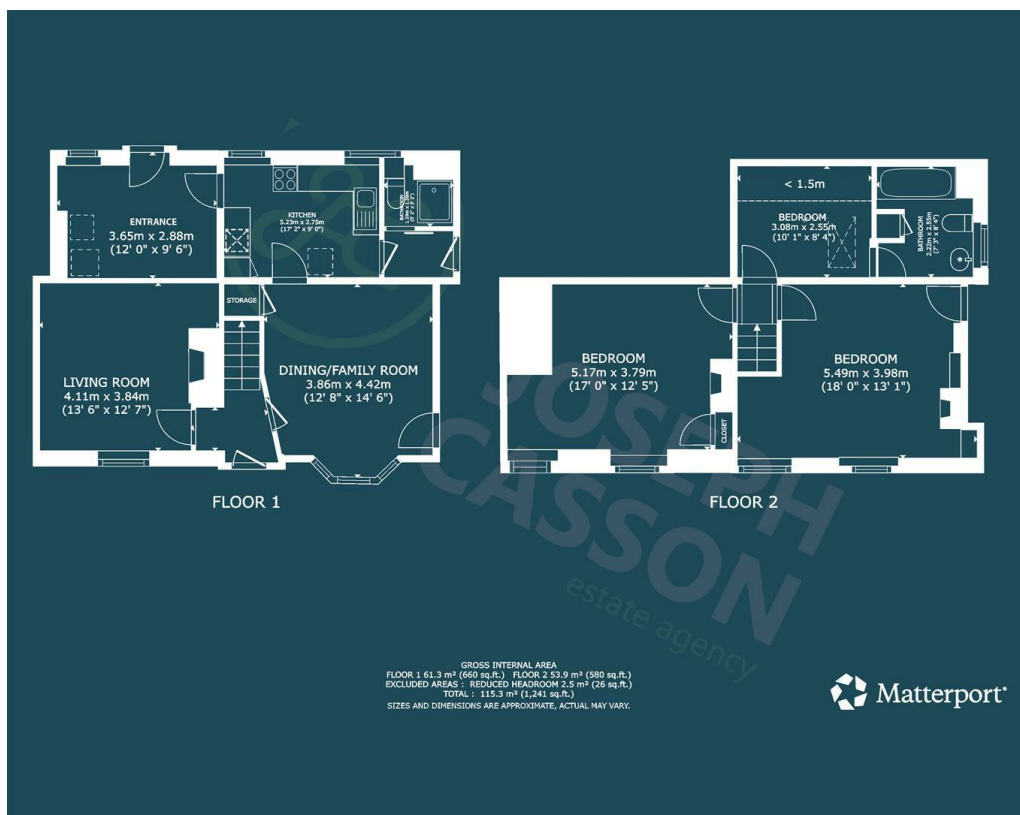 ENTRANCE
3.65m x 2.88m
(12' 0" x 9' 6")
KITCHEN
5.23m x 2.75m
(17' 2" x 9' 0")
BATHROOM
STORAGE
LIVING ROOM
4.11m x 3.84m
(13' 6" x 12' 7")
DINING/FAMILY ROOM
3.86m x 4.42m
(12' 8" x 14' 6")
FLOOR 1
< 1.5m
BEDROOM
3.08m x 2.55m
(10' 1" x 8' 4")
BATHROOM
2.22m x 2.55m
(7' 3" x 8' 4")
BEDROOM
5.17m x 3.79m
(17' 0" x 12' 5")
CLOSET
BEDROOM
5.49m x 3.98m
(18' 0" x 13' 1")
FLOOR 2
JOSEPH
CASSON
estate agency
GROSS INTERNAL AREA
FLOOR 1 61.3 m² (660 sq.ft.) FLOOR 2 53.9 m² (580 sq.ft.)
EXCLUDED AREAS : REDUCED HEADROOM 2.5 m² (26 sq.ft.)
TOTAL : 115.3 m² (1,241 sq.ft.)
SIZES AND DIMENSIONS ARE APPROXIMATE, ACTUAL MAY VARY.
Matterport®